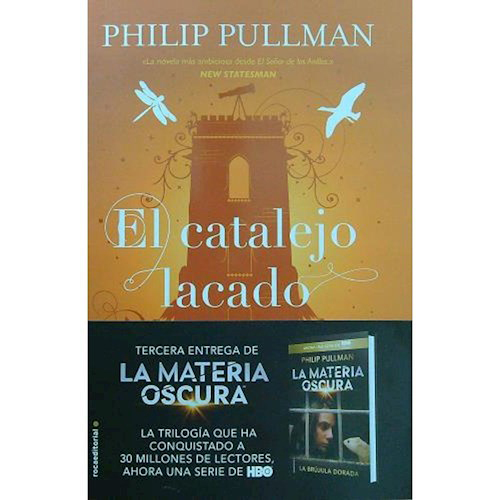 PHILIP PULLMAN
«La novela más ambiciosa desde El Señor de los Anillos.»
NEW STATESMAN
El catalejo
lacado
TERCERA ENTREGA DE
LA MATERIA
OSCURA
LA TRILOGÍA QUE HA
CONQUISTADO A
30 MILLONES DE LECTORES,
AHORA UNA SERIE DE HBO
rocaeditorial
PHILIP PULLMAN
LA MATERIA
OSCURA
LA BRÚJULA DORADA